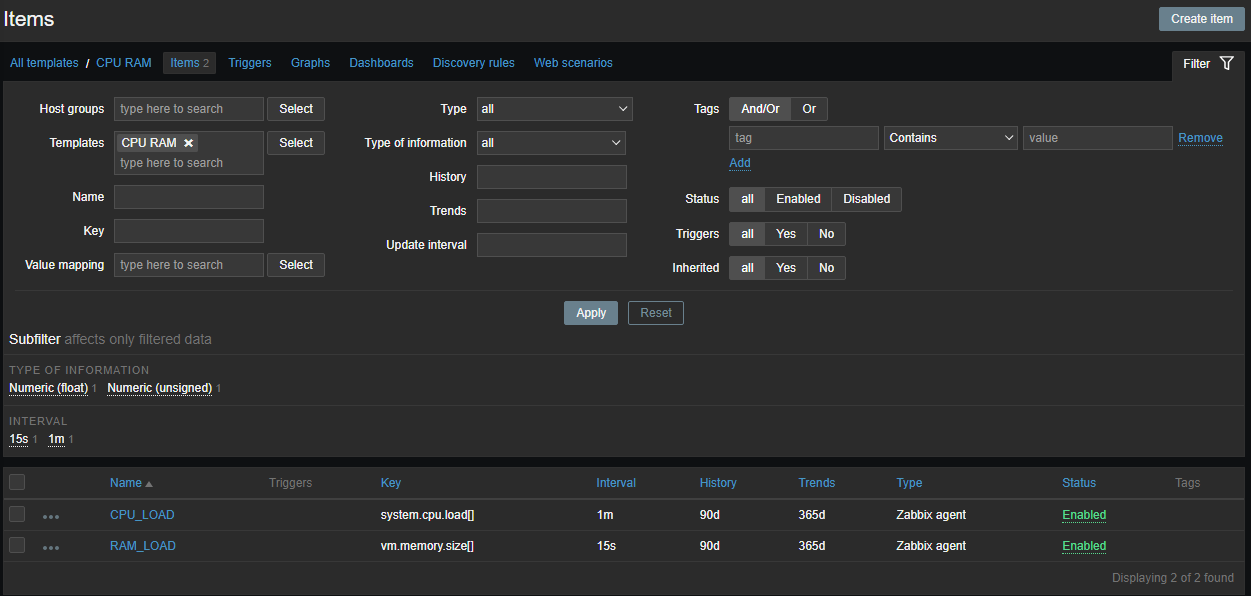 Items
Create item
All templates / CPU RAM Items 2 Triggers Graphs Dashboards Discovery rules Web scenarios
Filter
Host groups type here to search Select
Type all
Tags And/Or Or
tag Contains value Remove
Add
Templates CPU RAM type here to search Select
Type of information all
History
Name
Trends
Status all Enabled Disabled
Key
Triggers all Yes No
Update interval
Value mapping type here to search Select
Inherited all Yes No
Apply Reset
Subfilter affects only filtered data
TYPE OF INFORMATION
Numeric (float) 1 Numeric (unsigned) 1
INTERVAL
15s 1 1m 1
Name Triggers Key Interval History Trends Type Status Tags
CPU_LOAD system.cpu.load[] 1m 90d 365d Zabbix agent Enabled
RAM_LOAD vm.memory.size[] 15s 90d 365d Zabbix agent Enabled
Displaying 2 of 2 found